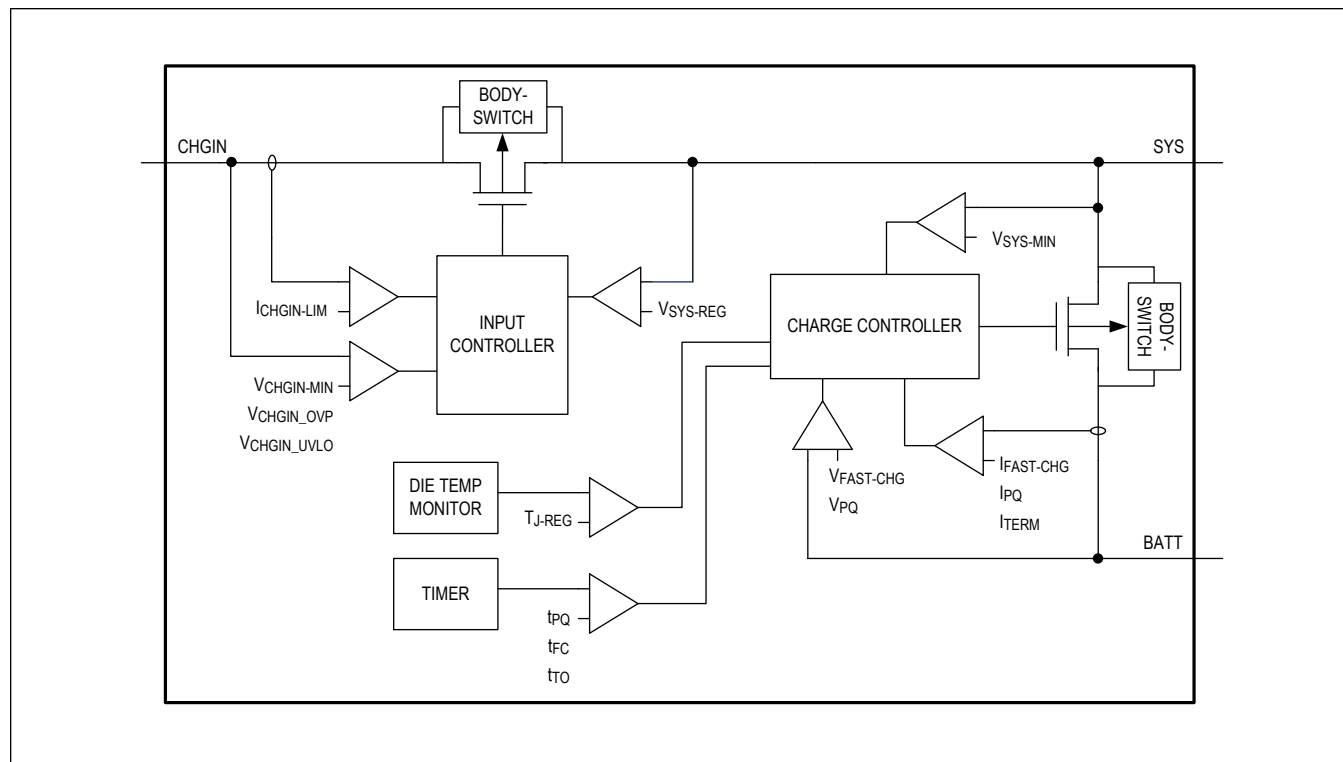 BODY-
SWITCH
CHGIN
SYS
VSYS-MIN
ICHGIN-LIM
INPUT
CONTROLLER
VSYS-REG
CHARGE CONTROLLER
BODY-
SWITCH
VCHGIN-MIN
VCHGIN_OVP
VCHGIN_UVLO
VFAST-CHG
VPQ
IFAST-CHG
IPQ
ITERM
DIE TEMP
MONITOR
TJ-REG
BATT
TIMER
tPQ
tFC
tTO